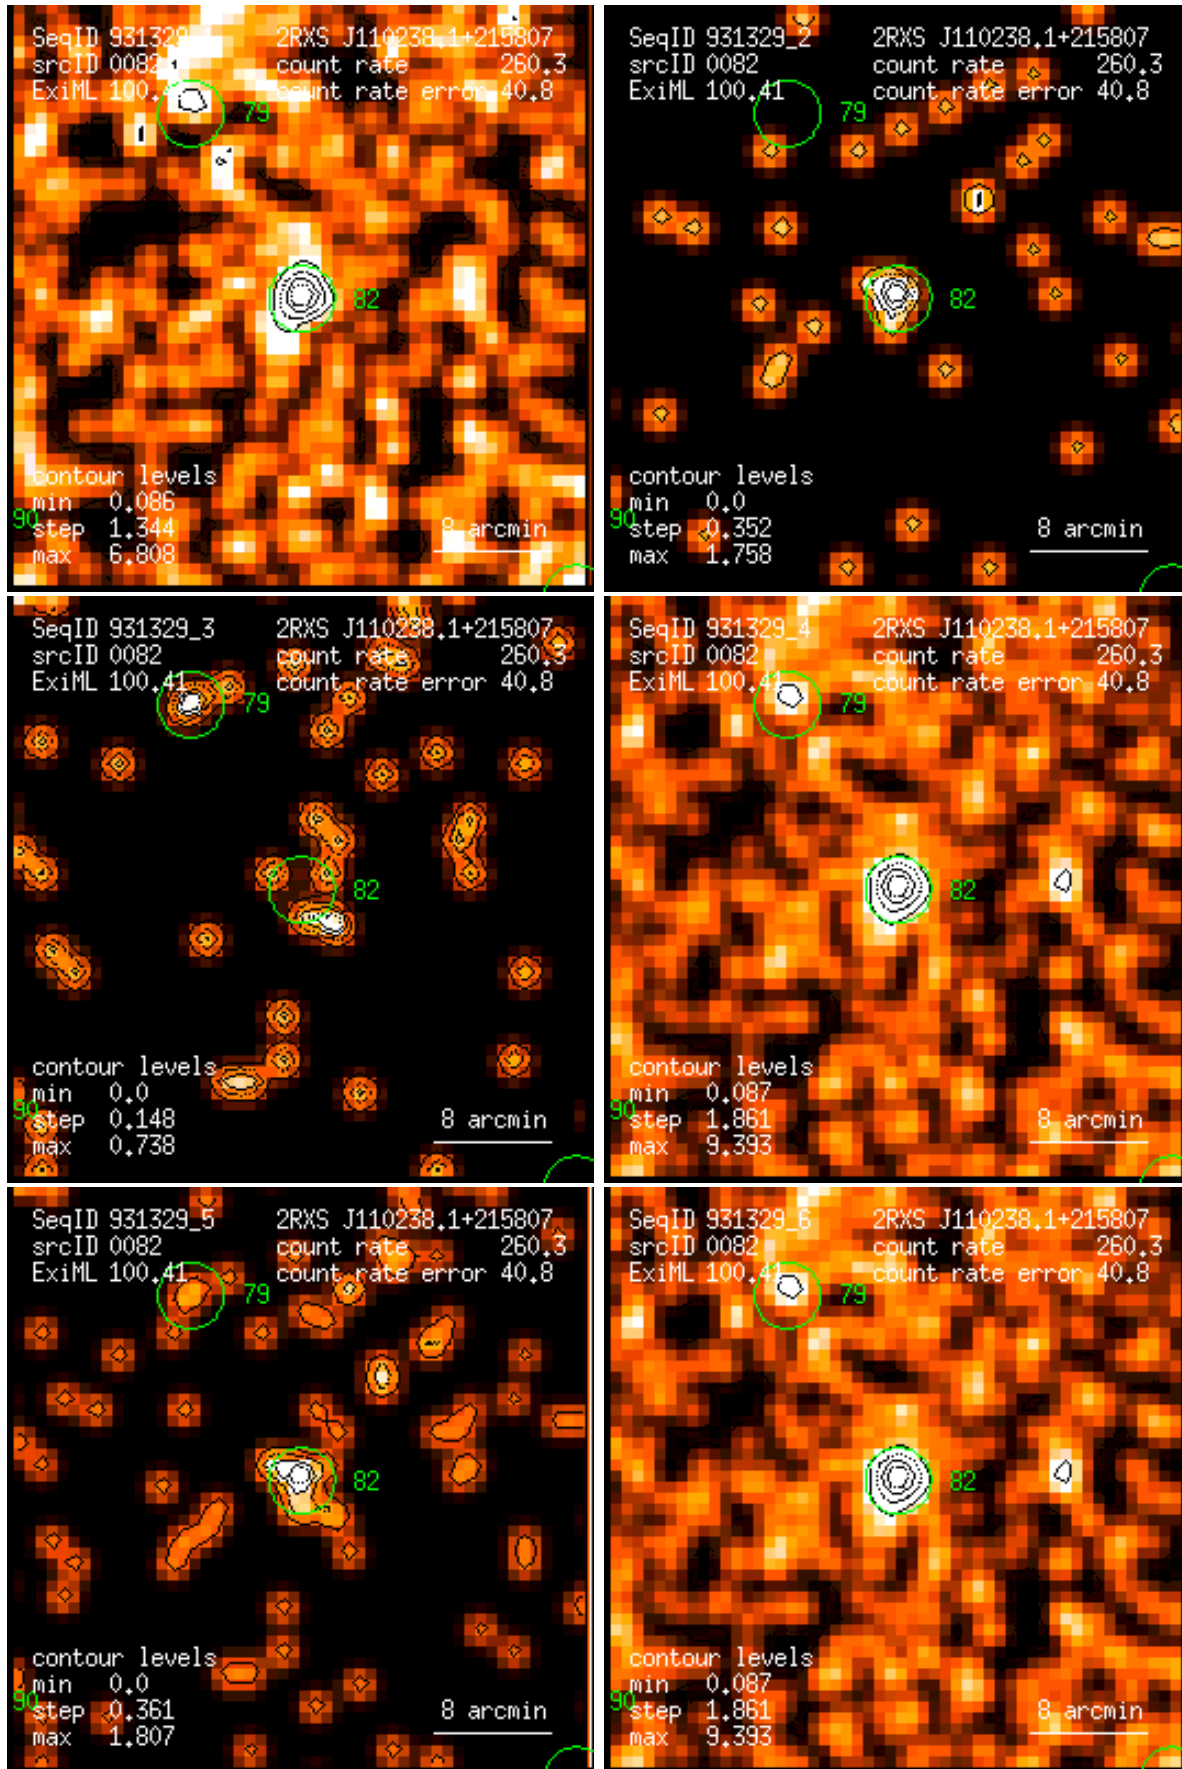 SeqID 931329_1 2RXS J110238.1+215807
srcID 0082 count rate 260.3
ExiML 100.41 count rate error 40.8
79
82
contour levels
min 0.086
90
step 1.344 8 arcmin
max 6.808
SeqID 931329_2 2RXS J110238.1+215807
srcID 0082 count rate 260.3
ExiML 100.41 count rate error 40.8
79
82
contour levels
min 0.0
90
step 0.352 8 arcmin
max 1.758
SeqID 931329_3 2RXS J110238.1+215807
srcID 0082 count rate 260.3
ExiML 100.41 count rate error 40.8
79
82
contour levels
min 0.0
90
step 0.148 8 arcmin
max 0.738
SeqID 931329_4 2RXS J110238.1+215807
srcID 0082 count rate 260.3
ExiML 100.41 count rate error 40.8
79
82
contour levels
min 0.087
90
step 1.861 8 arcmin
max 9.393
SeqID 931329_5 2RXS J110238.1+215807
srcID 0082 count rate 260.3
ExiML 100.41 count rate error 40.8
79
82
contour levels
min 0.0
90
step 0.361 8 arcmin
max 1.807
SeqID 931329_6 2RXS J110238.1+215807
srcID 0082 count rate 260.3
ExiML 100.41 count rate error 40.8
79
82
contour levels
min 0.087
90
step 1.861 8 arcmin
max 9.393